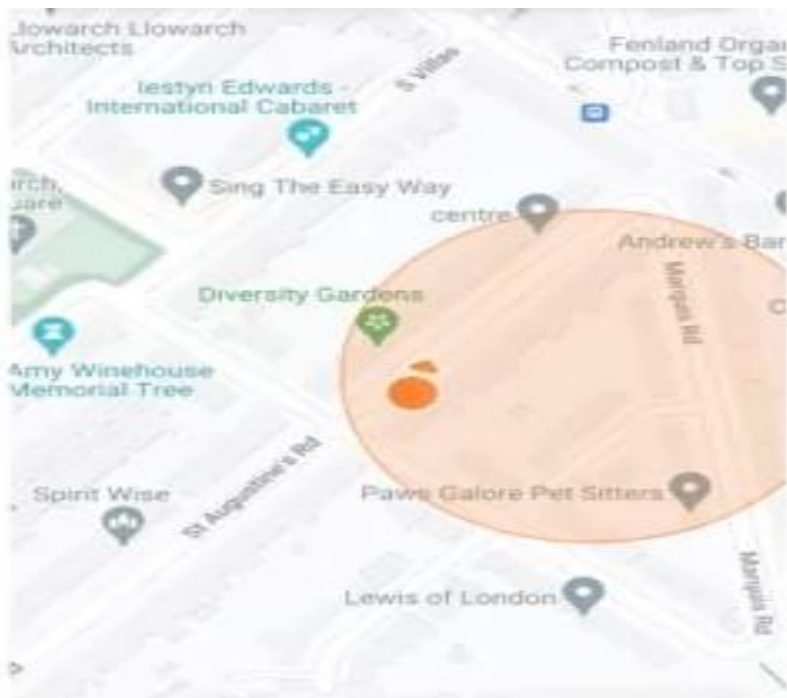 Llowarch Llowarch
Architects
Fenland Orga
Compost & Top S
Iestyn Edwards -
International Cabaret
S Villas
Sing The Easy Way
centre
Andrew's Bar
Marquis Rd
Diversity Gardens
Amy Winehouse
Memorial Tree
St Augustine's Rd
Spirit Wise
Paws Galore Pet Sitters
Lewis of London
Marquis Rd